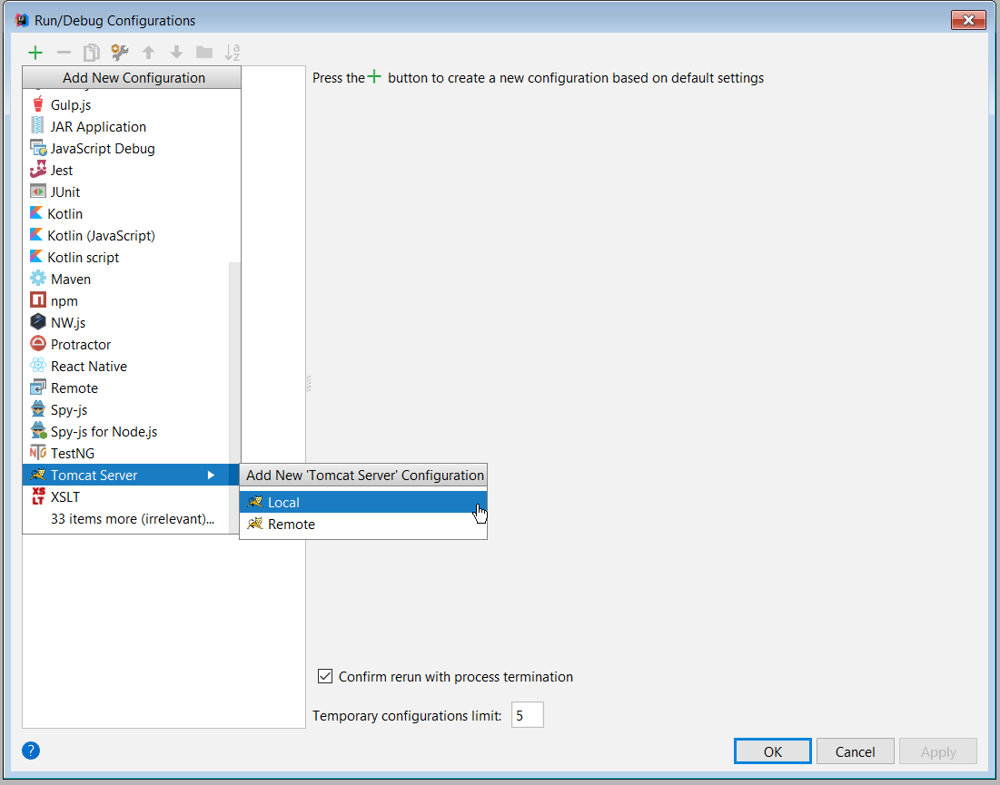 Run/Debug Configurations
Add New Configuration
Press the + button to create a new configuration based on default settings
Gulp.js
JAR Application
JavaScript Debug
Jest
JUnit
Kotlin
Kotlin (JavaScript)
Kotlin script
Maven
npm
NW.js
Protractor
React Native
Remote
Spy-js
Spy-js for Node.js
TestNG
Tomcat Server
XSLT
33 items more (irrelevant)...
Add New 'Tomcat Server' Configuration
Local
Remote
Confirm rerun with process termination
Temporary configurations limit: 5
? OK Cancel Apply